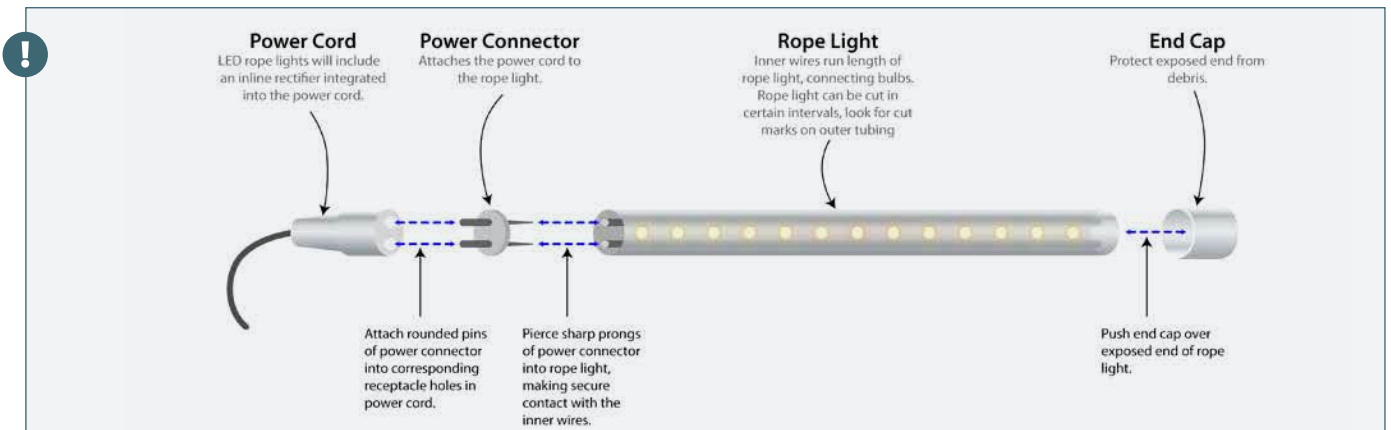 !
Power Cord
LED rope lights will include
an inline rectifier integrated
into the power cord.
Power Connector
Attaches the power cord to
the rope light.
Rope Light
Inner wires run length of
rope light, connecting bulbs.
Rope light can be cut in
certain intervals, look for cut
marks on outer tubing
End Cap
Protect exposed end from
debris.
Attach rounded pins
of power connector
into corresponding
receptacle holes in
power cord.
Pierce sharp prongs
of power connector
into rope light,
making secure
contact with the
inner wires.
Push end cap over
exposed end of rope
light.